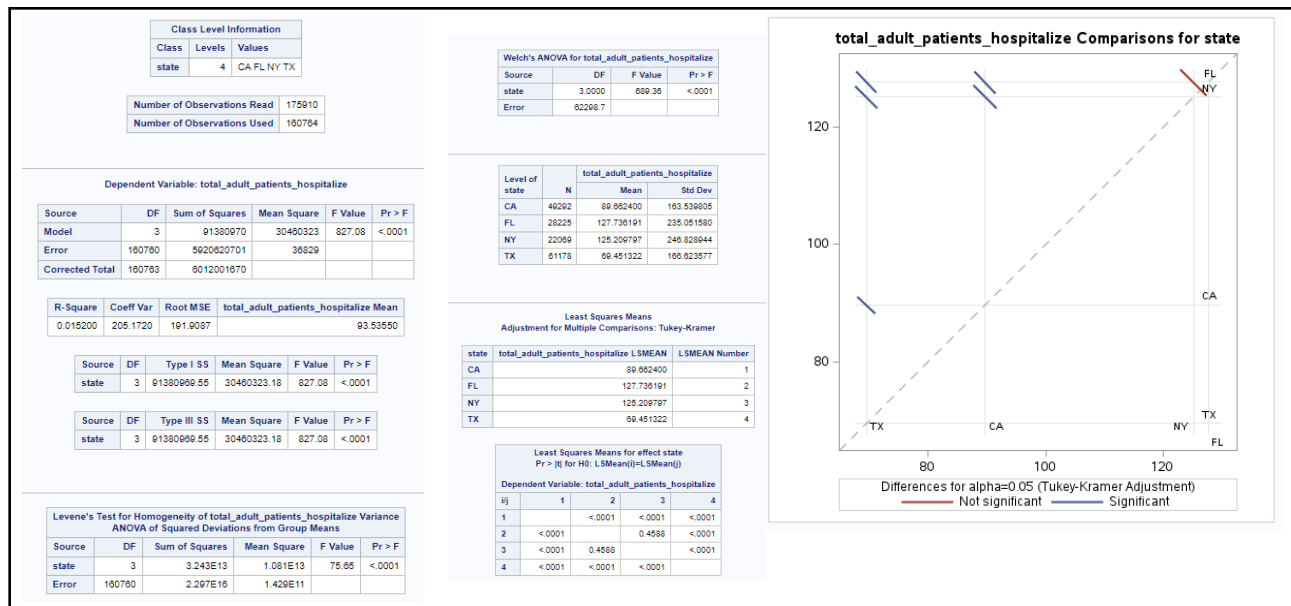 Class Level Information
Class Levels Values
state 4 CA FL NY TX
Number of Observations Read 175910
Number of Observations Used 160764
Dependent Variable: total_adult_patients_hospitalize
Source DF Sum of Squares Mean Square F Value Pr > F
Model 3 91380970 30460323 827.08 <.0001
Error 160760 5920620701 36829
Corrected Total 160763 6012001670
R-Square Coeff Var Root MSE total_adult_patients_hospitalize Mean
0.015200 205.1720 191.9087 93.53550
Source DF Type I SS Mean Square F Value Pr > F
state 3 91380969.55 30460323.18 827.08 <.0001
Source DF Type III SS Mean Square F Value Pr > F
state 3 91380969.55 30460323.18 827.08 <.0001
Levene's Test for Homogeneity of total_adult_patients_hospitalize Variance
ANOVA of Squared Deviations from Group Means
Source DF Sum of Squares Mean Square F Value Pr > F
state 3 3.243E13 1.081E13 75.65 <.0001
Error 160760 2.297E16 1.429E11
Welch's ANOVA for total_adult_patients_hospitalize
Source DF F Value Pr > F
state 3.0000 689.36 <.0001
Error 62298.7
Level of state N total_adult_patients_hospitalize
Mean Std Dev
CA 49292 89.662400 163.539805
FL 28225 127.736191 235.051580
NY 22069 125.209797 246.828944
TX 61178 69.451322 166.623577
Least Squares Means
Adjustment for Multiple Comparisons: Tukey-Kramer
state total_adult_patients_hospitalize LSMEAN LSMEAN Number
CA 89.662400 1
FL 127.736191 2
NY 125.209797 3
TX 69.451322 4
Least Squares Means for effect state
Pr > |t| for H0: LSMean(i)=LSMean(j)
Dependent Variable: total_adult_patients_hospitalize
i/j 1 2 3 4
1 <.0001 <.0001 <.0001
2 <.0001 0.4588 <.0001
3 <.0001 0.4588 <.0001
4 <.0001 <.0001 <.0001
total_adult_patients_hospitalize Comparisons for state
FL
NY
120
100
CA
80
TX
TX CA NY
FL
80 100 120
Differences for alpha=0.05 (Tukey-Kramer Adjustment)
Not significant Significant